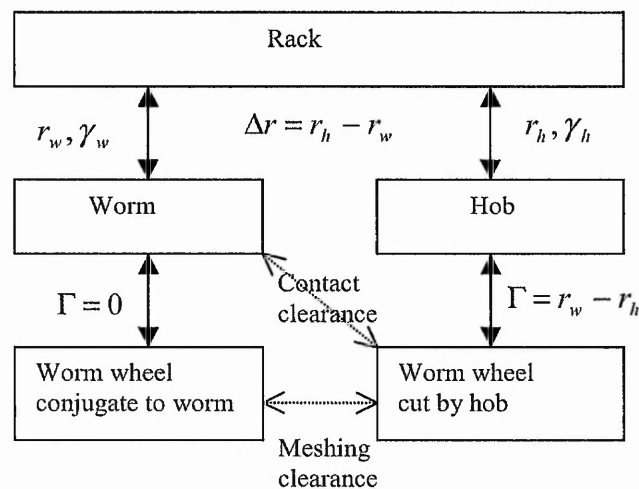 Rack
r_w, γ_w
Δr = r_h − r_w
r_h, γ_h
Worm
Hob
Γ = 0
Contact
clearance
Γ = r_w − r_h
Worm wheel
conjugate to worm
Worm wheel
cut by hob
Meshing
clearance